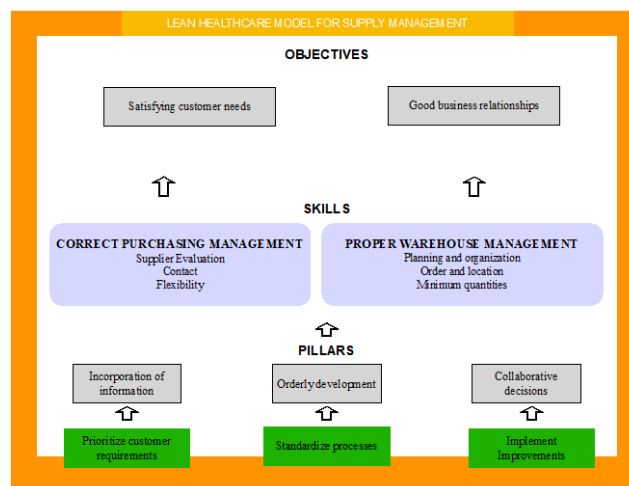 LEAN HEALTHCARE MODEL FOR SUPPLY MANAGEMENT
OBJECTIVES
Satisfying customer needs
Good business relationships
SKILLS
CORRECT PURCHASING MANAGEMENT
Supplier Evaluation
Contact
Flexibility
PROPER WAREHOUSE MANAGEMENT
Planning and organization
Order and location
Minimum quantities
PILLARS
Incorporation of
information
Orderly development
Collaborative
decisions
Prioritize customer
requirements
Standardize processes
Implement
Improvements